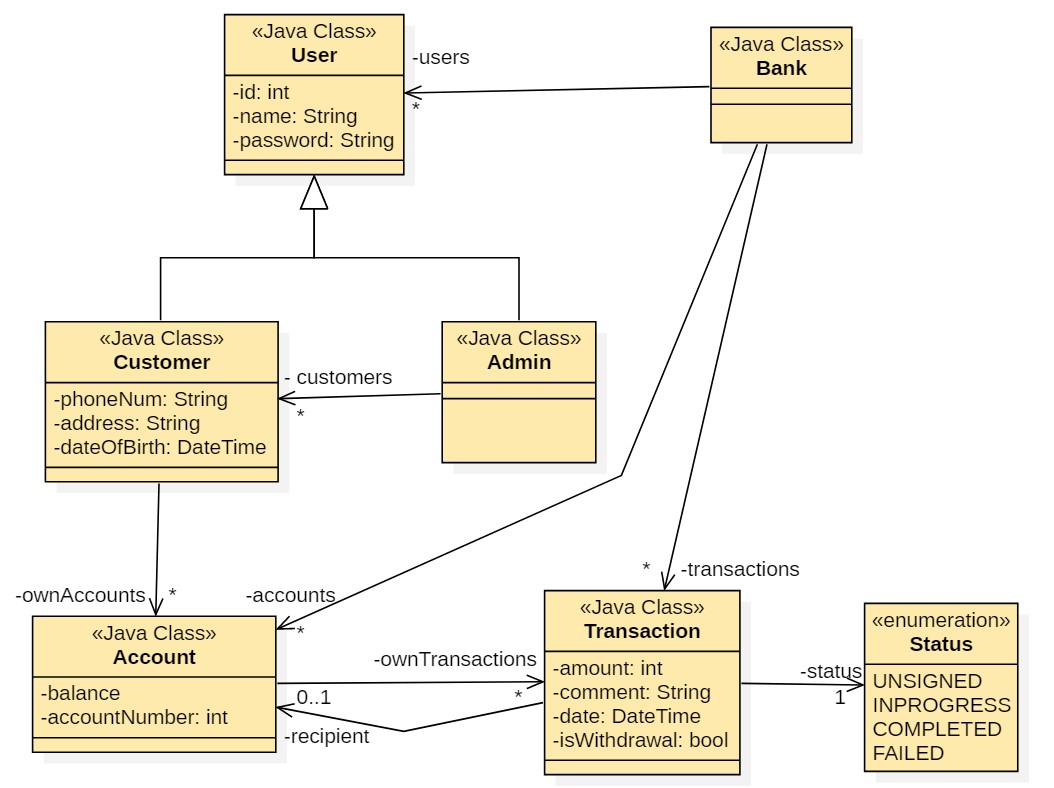 «Java Class»
User
-id: int
-name: String
-password: String
-users
*
«Java Class»
Bank
«Java Class»
Customer
-phoneNum: String
-address: String
-dateOfBirth: DateTime
- customers
*
«Java Class»
Admin
-ownAccounts
*
-accounts
*
*
-transactions
«Java Class»
Account
-balance
-accountNumber: int
-ownTransactions
*
0..1
-recipient
«Java Class»
Transaction
-amount: int
-comment: String
-date: DateTime
-isWithdrawal: bool
-status
1
«enumeration»
Status
UNSIGNED
INPROGRESS
COMPLETED
FAILED